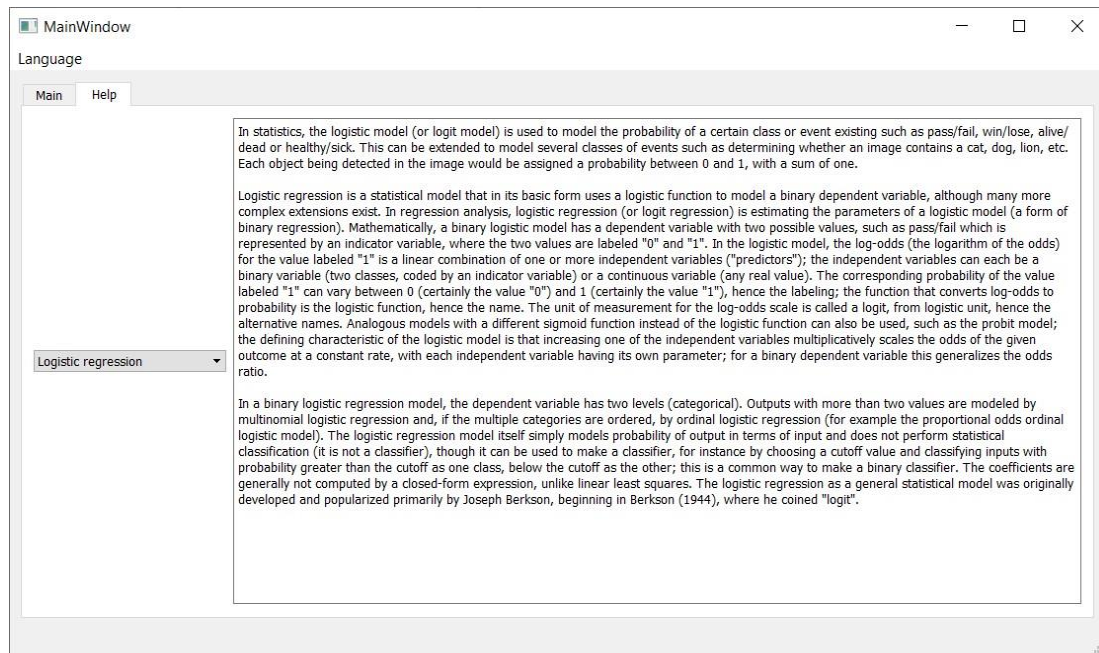 MainWindow
Language
Main
Help
In statistics, the logistic model (or logit model) is used to model the probability of a certain class or event existing such as pass/fail, win/lose, alive/
dead or healthy/sick. This can be extended to model several classes of events such as determining whether an image contains a cat, dog, lion, etc.
Each object being detected in the image would be assigned a probability between 0 and 1, with a sum of one.
Logistic regression is a statistical model that in its basic form uses a logistic function to model a binary dependent variable, although many more
complex extensions exist. In regression analysis, logistic regression (or logit regression) is estimating the parameters of a logistic model (a form of
binary regression). Mathematically, a binary logistic model has a dependent variable with two possible values, such as pass/fail which is
represented by an indicator variable, where the two values are labeled "0" and "1". In the logistic model, the log-odds (the logarithm of the odds)
for the value labeled "1" is a linear combination of one or more independent variables ("predictors"); the independent variables can each be a
binary variable (two classes, coded by an indicator variable) or a continuous variable (any real value). The corresponding probability of the value
labeled "1" can vary between 0 (certainly the value "0") and 1 (certainly the value "1"), hence the labeling; the function that converts log-odds to
probability is the logistic function, hence the name. The unit of measurement for the log-odds scale is called a logit, from logistic unit, hence the
alternative names. Analogous models with a different sigmoid function instead of the logistic function can also be used, such as the probit model;
the defining characteristic of the logistic model is that increasing one of the independent variables multiplicatively scales the odds of the given
outcome at a constant rate, with each independent variable having its own parameter; for a binary dependent variable this generalizes the odds
ratio.
Logistic regression
In a binary logistic regression model, the dependent variable has two levels (categorical). Outputs with more than two values are modeled by
multinomial logistic regression and, if the multiple categories are ordered, by ordinal logistic regression (for example the proportional odds ordinal
logistic model). The logistic regression model itself simply models probability of output in terms of input and does not perform statistical
classification (it is not a classifier), though it can be used to make a classifier, for instance by choosing a cutoff value and classifying inputs with
probability greater than the cutoff as one class, below the cutoff as the other; this is a common way to make a binary classifier. The coefficients are
generally not computed by a closed-form expression, unlike linear least squares. The logistic regression as a general statistical model was originally
developed and popularized primarily by Joseph Berkson, beginning in Berkson (1944), where he coined "logit".